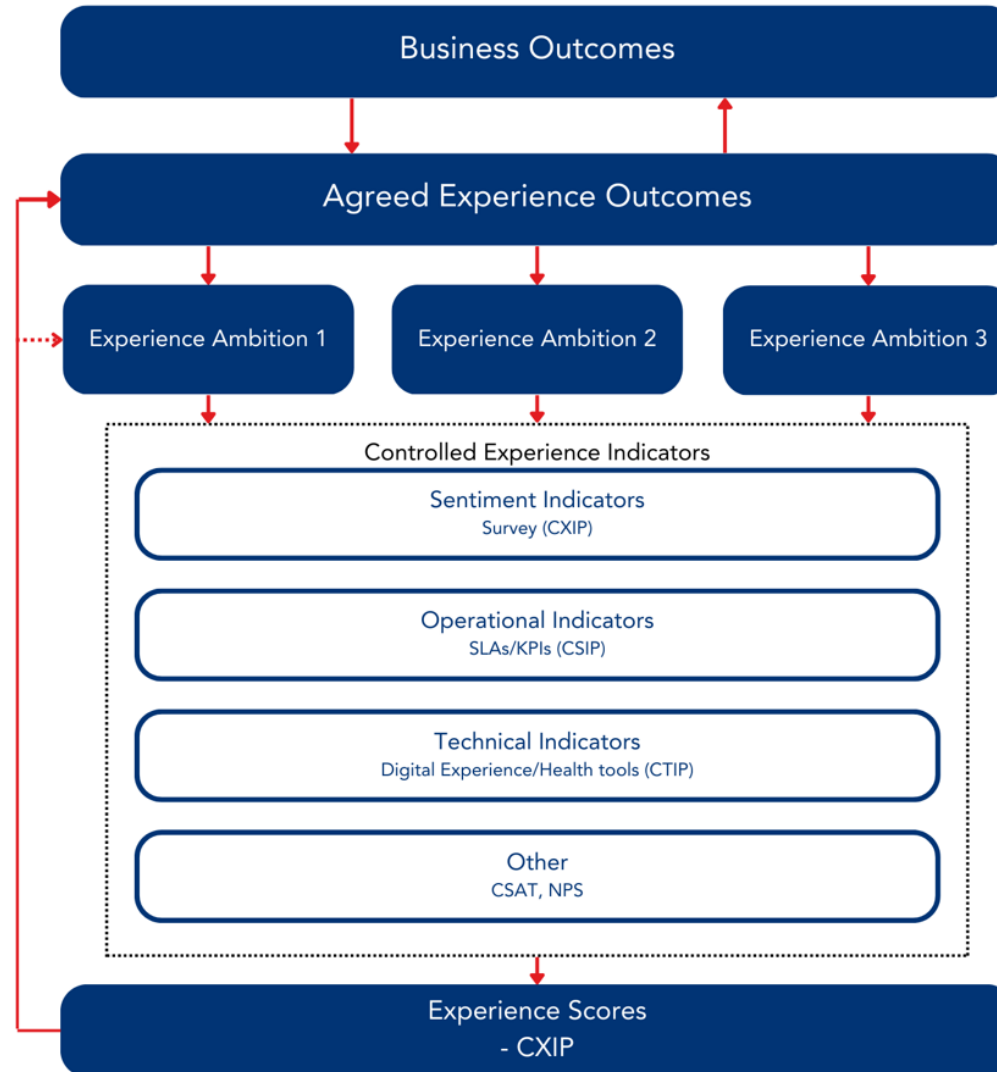 Business Outcomes
Agreed Experience Outcomes
Experience Ambition 1
Experience Ambition 2
Experience Ambition 3
Controlled Experience Indicators
Sentiment Indicators
Survey (CXIP)
Operational Indicators
SLAs/KPIs (CSIP)
Technical Indicators
Digital Experience/Health tools (CTIP)
Other
CSAT, NPS
Experience Scores
- CXIP